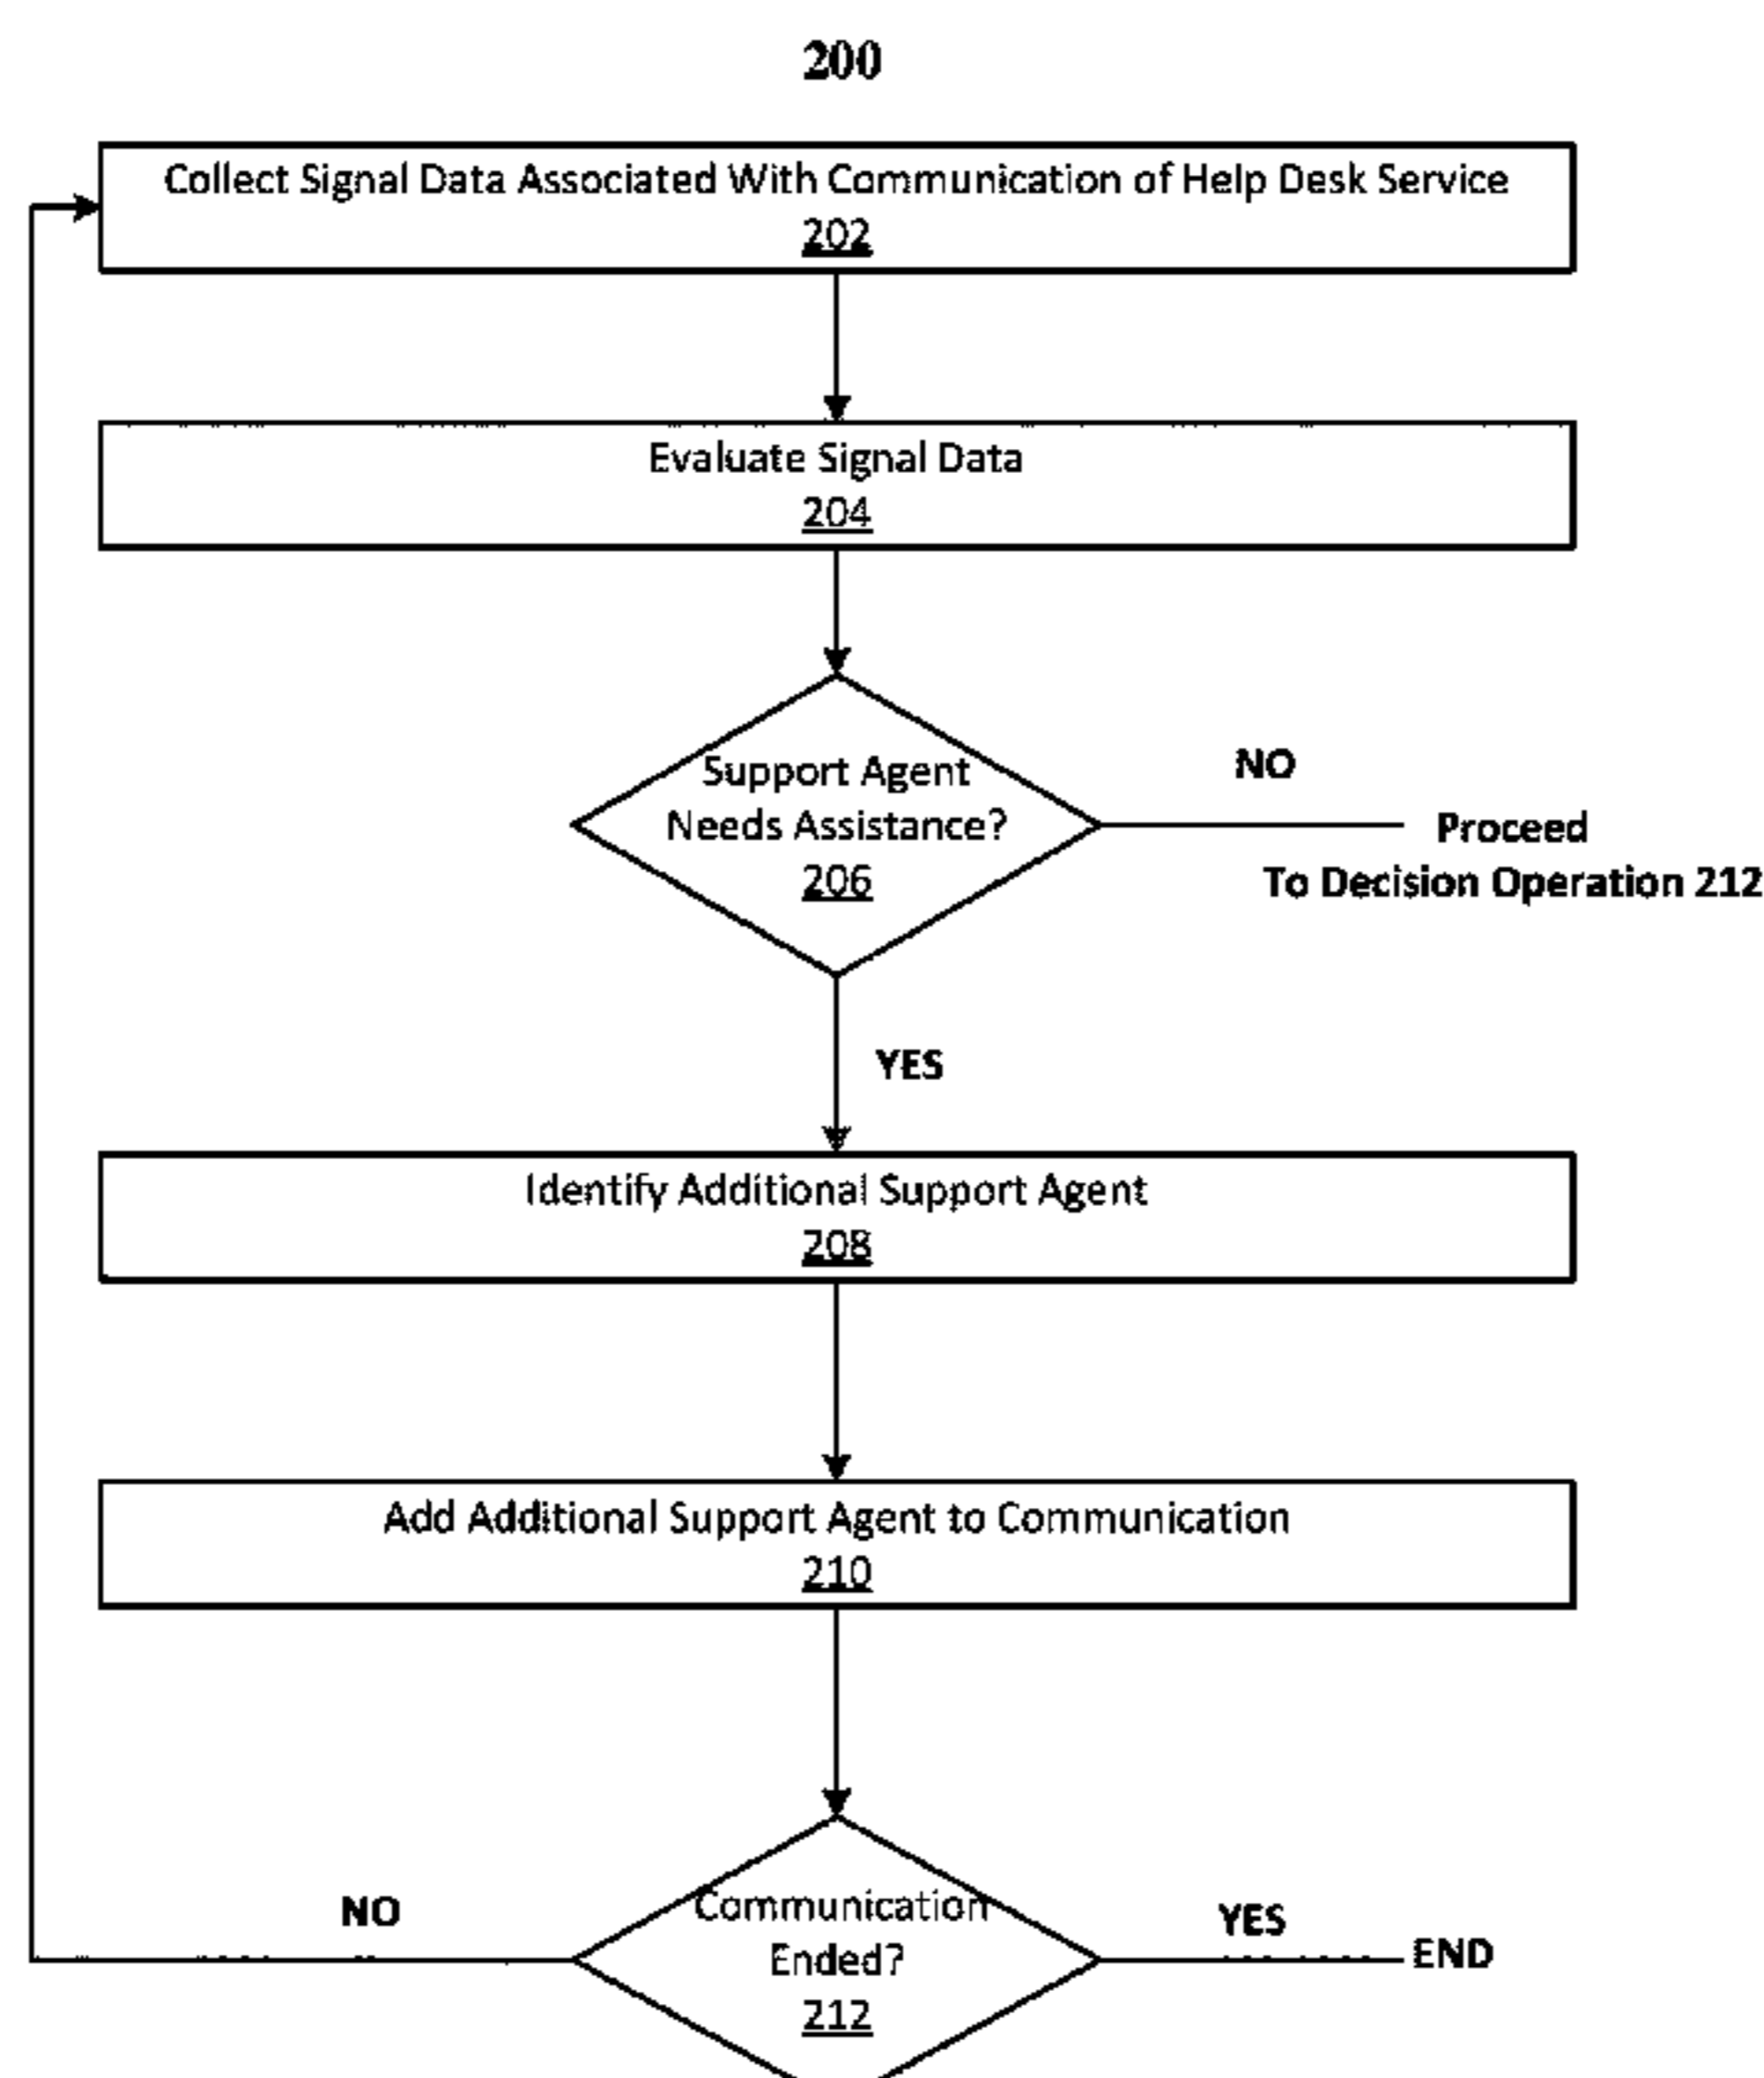 200
Collect Signal Data Associated With Communication of Help Desk Service
202
Evaluate Signal Data
204
Support Agent
Needs Assistance?
206
NO
Proceed
To Decision Operation 212
YES
Identify Additional Support Agent
208
Add Additional Support Agent to Communication
210
NO
Communication
Ended?
212
YES
END